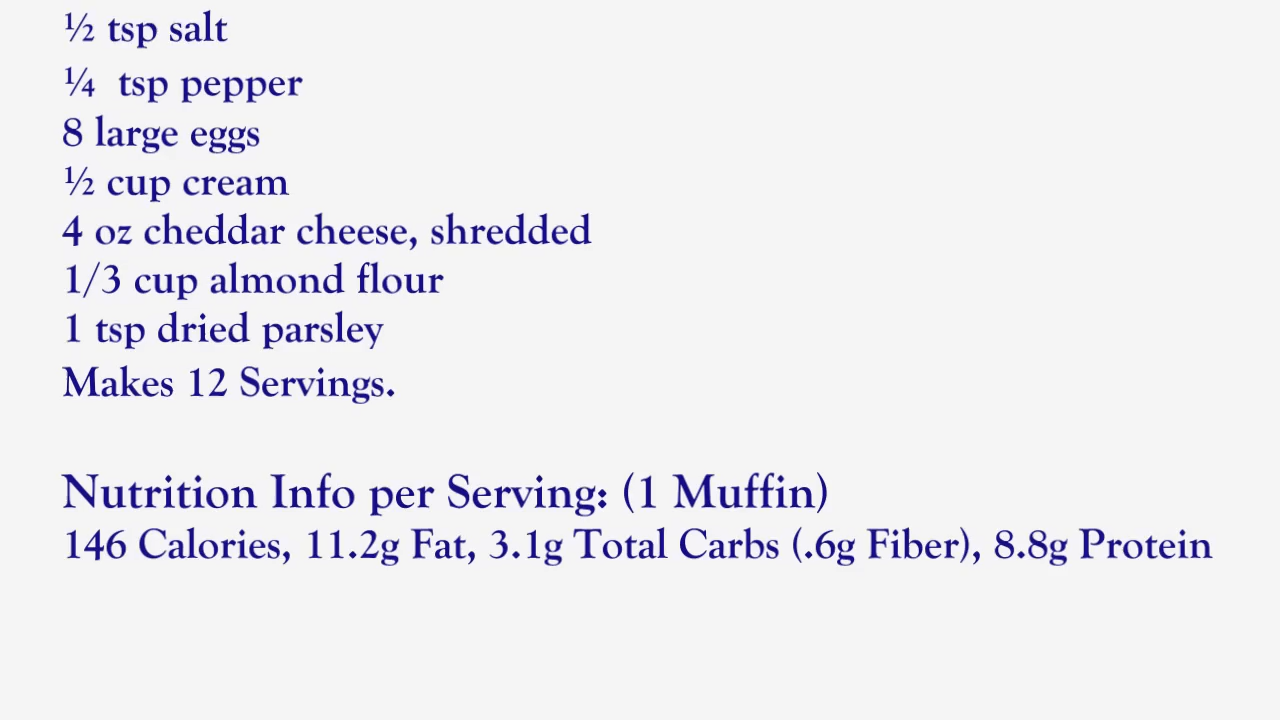 ½ tsp salt
¼  tsp pepper
8 large eggs
½ cup cream
4 oz cheddar cheese, shredded
1/3 cup almond flour
1 tsp dried parsley
Makes 12 Servings.
Nutrition Info per Serving: (1 Muffin)
146 Calories, 11.2g Fat, 3.1g Total Carbs (.6g Fiber), 8.8g Protein